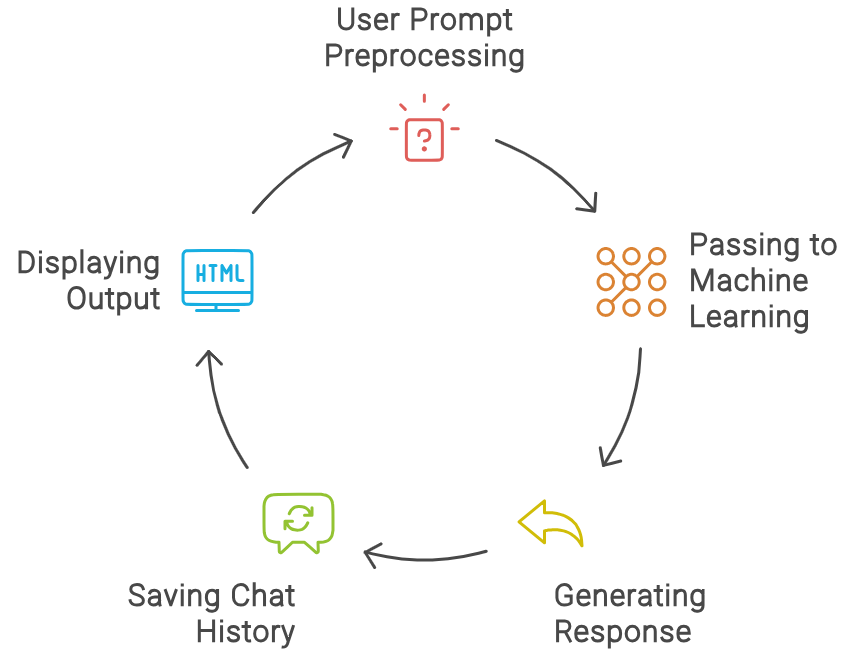 User Prompt
Preprocessing
?
Passing to
Machine
Learning
Generating
Response
Saving Chat
History
Displaying
Output
HTML